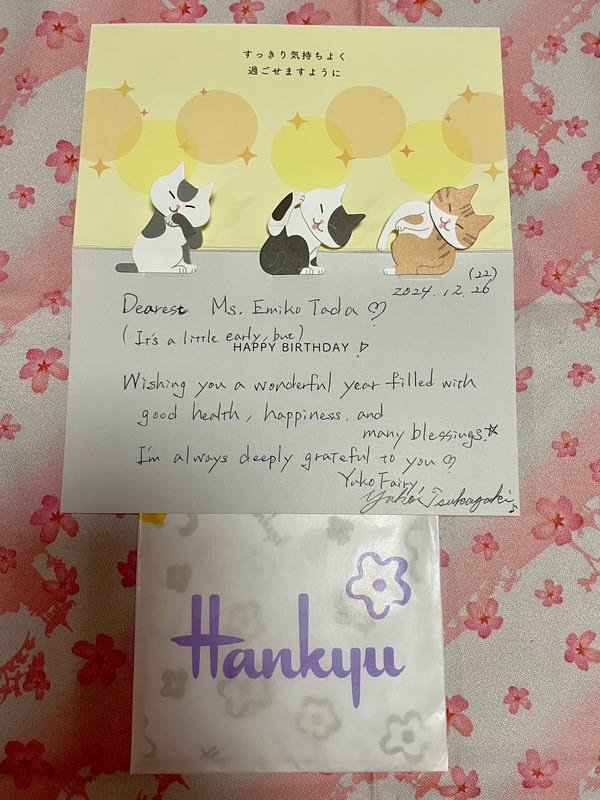 すっきり気持ちよく
過ごせますように
(22)
2024.12.26
Dearest Ms. Emiko Tada ♡
(It's a little early, but)
HAPPY BIRTHDAY !
Wishing you a wonderful year filled with
good health, happiness, and
many blessings.☆
I'm always deeply grateful to you ♡
Yuko Fairy
Yuko Tsukagaki ♪
Hankyu